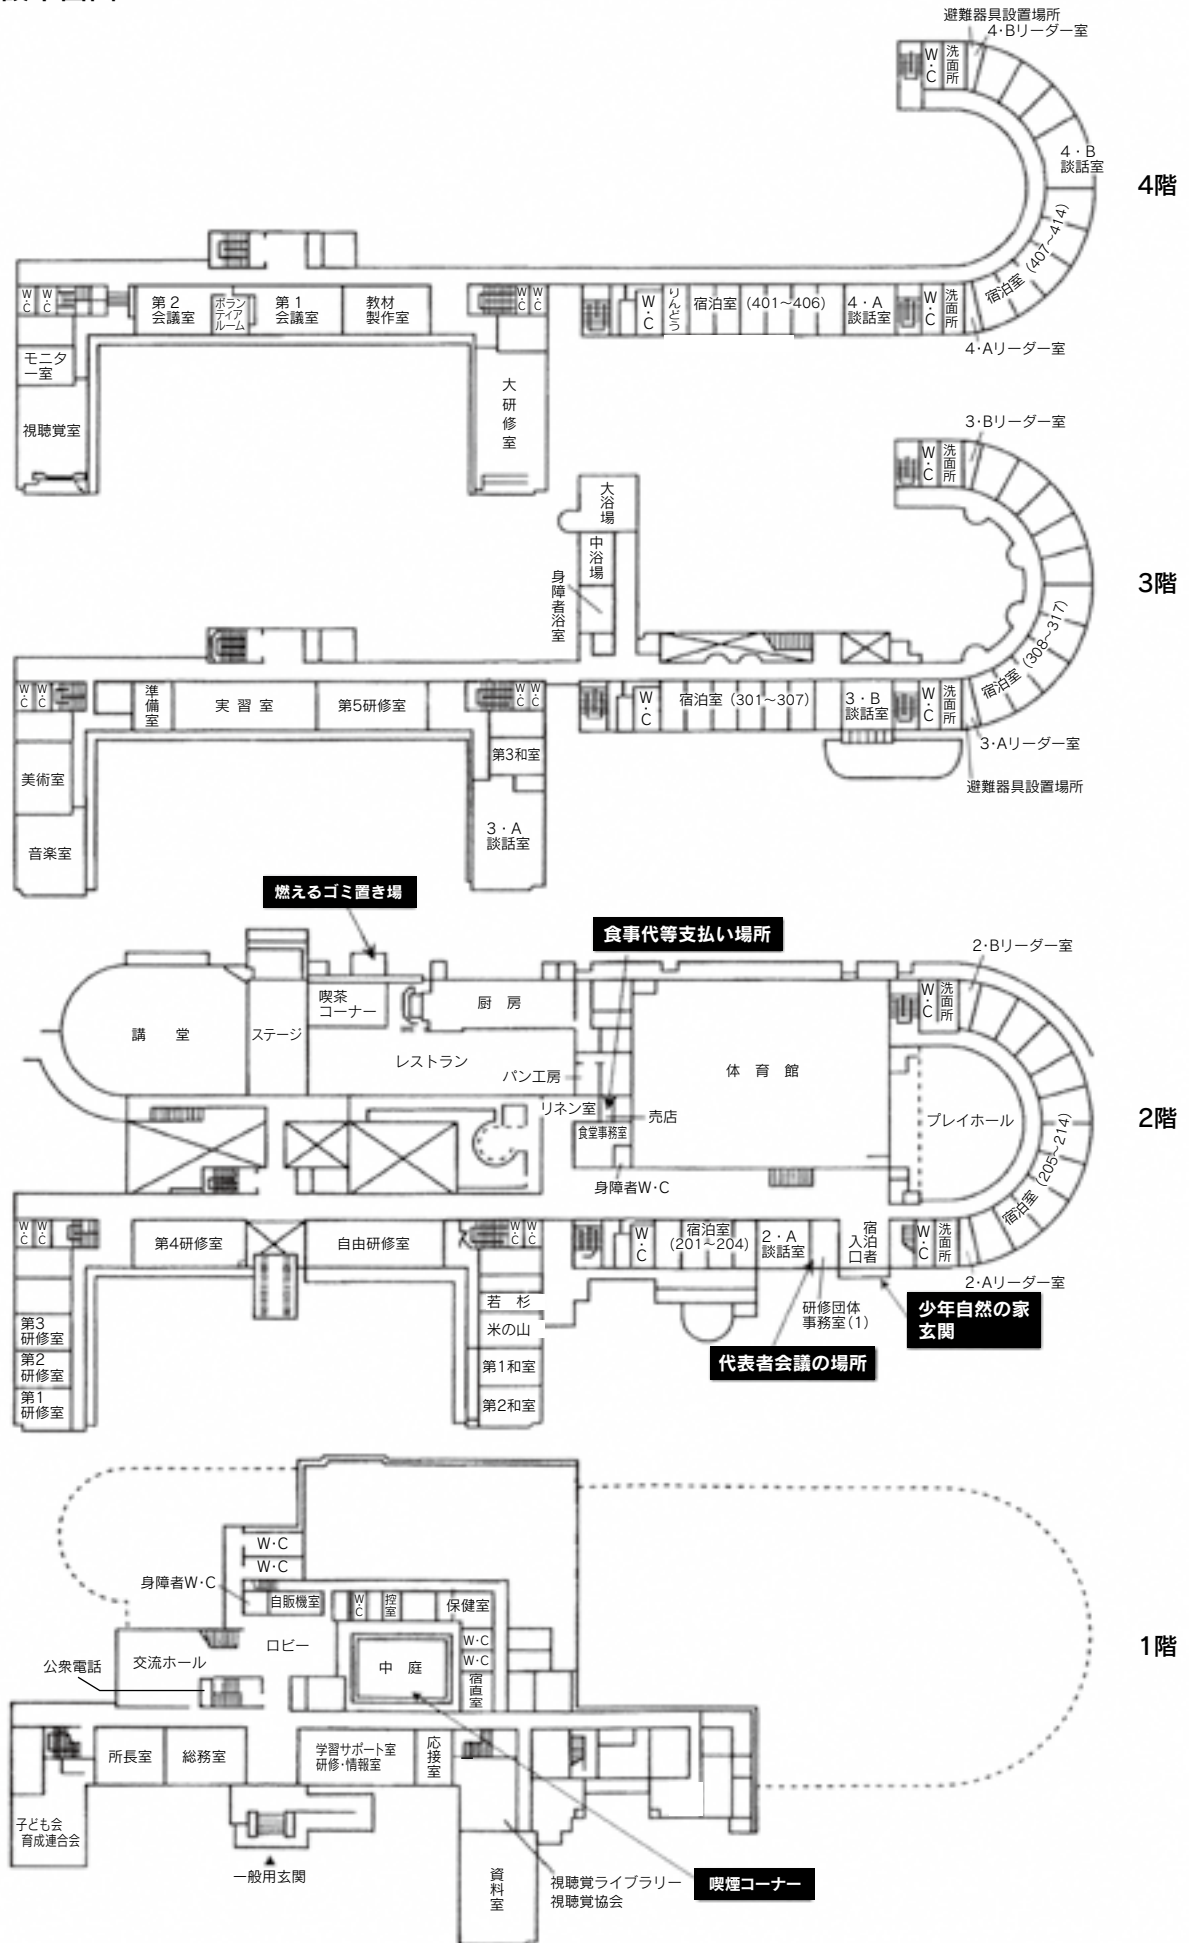 避難器具設置場所
4・Bリーダー室
W・C
洗面所
4・B
談話室
4階
宿泊室 (407～414)
W・C
W・C
第2
会議室
ボラン
ティア
ルーム
第1
会議室
教材
製作室
W・C
W・C
W・C
りんどう
宿泊室 (401～406)
4・A
談話室
W・C
洗面所
4・Aリーダー室
モニタ
ー室
視聴覚室
大研修室
3・Bリーダー室
W・C
洗面所
大浴場
中浴場
身障者浴室
3階
宿泊室 (308～317)
W・C
W・C
準備室
実習室
第5研修室
W・C
W・C
W・C
宿泊室 (301～307)
3・B
談話室
W・C
洗面所
3・Aリーダー室
避難器具設置場所
第3和室
美術室
音楽室
3・A
談話室
燃えるゴミ置き場
食事代等支払い場所
2・Bリーダー室
W・C
洗面所
喫茶
コーナー
厨房
講堂
ステージ
レストラン
パン工房
体育館
リネン室
売店
食堂事務室
プレイホール
2階
身障者W・C
宿泊室 (205～214)
W・C
W・C
第4研修室
自由研修室
W・C
W・C
W・C
宿泊室
(201～204)
2・A
談話室
宿泊者
入口
W・C
洗面所
2・Aリーダー室
研修団体
事務室(1)
少年自然の家
玄関
代表者会議の場所
若杉
米の山
第1和室
第2和室
第3
研修室
第2
研修室
第1
研修室
W・C
W・C
身障者W・C
自販機室
W・C
控室
保健室
ロビー
W・C
W・C
宿直室
交流ホール
中庭
公衆電話
1階
所長室
総務室
学習サポート室
研修・情報室
応接室
子ども会
育成連合会
一般用玄関
資料室
視聴覚ライブラリー
視聴覚協会
喫煙コーナー